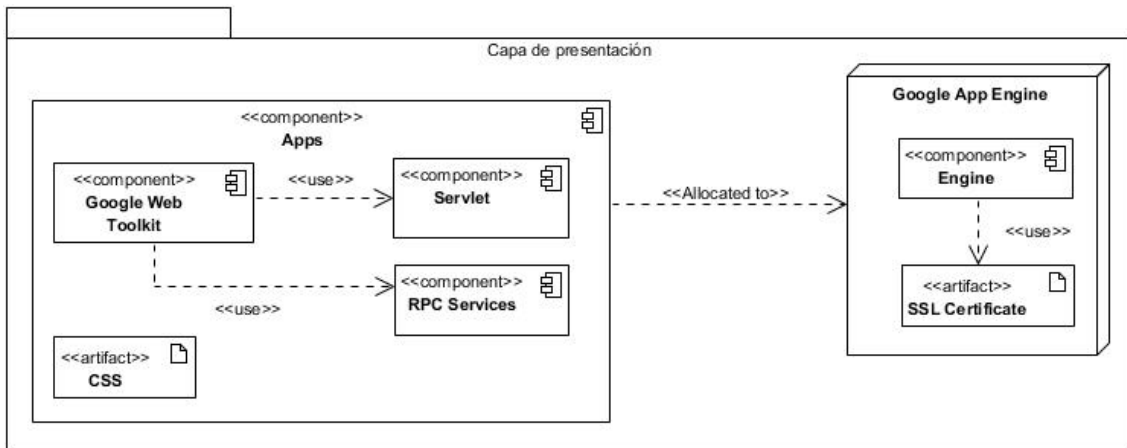 Capa de presentación
<<component>>
Apps
<<component>>
Google Web
Toolkit
<<use>>
<<component>>
Servlet
<<use>>
<<component>>
RPC Services
<<artifact>>
CSS
<<Allocated to>>
Google App Engine
<<component>>
Engine
<<use>>
<<artifact>>
SSL Certificate